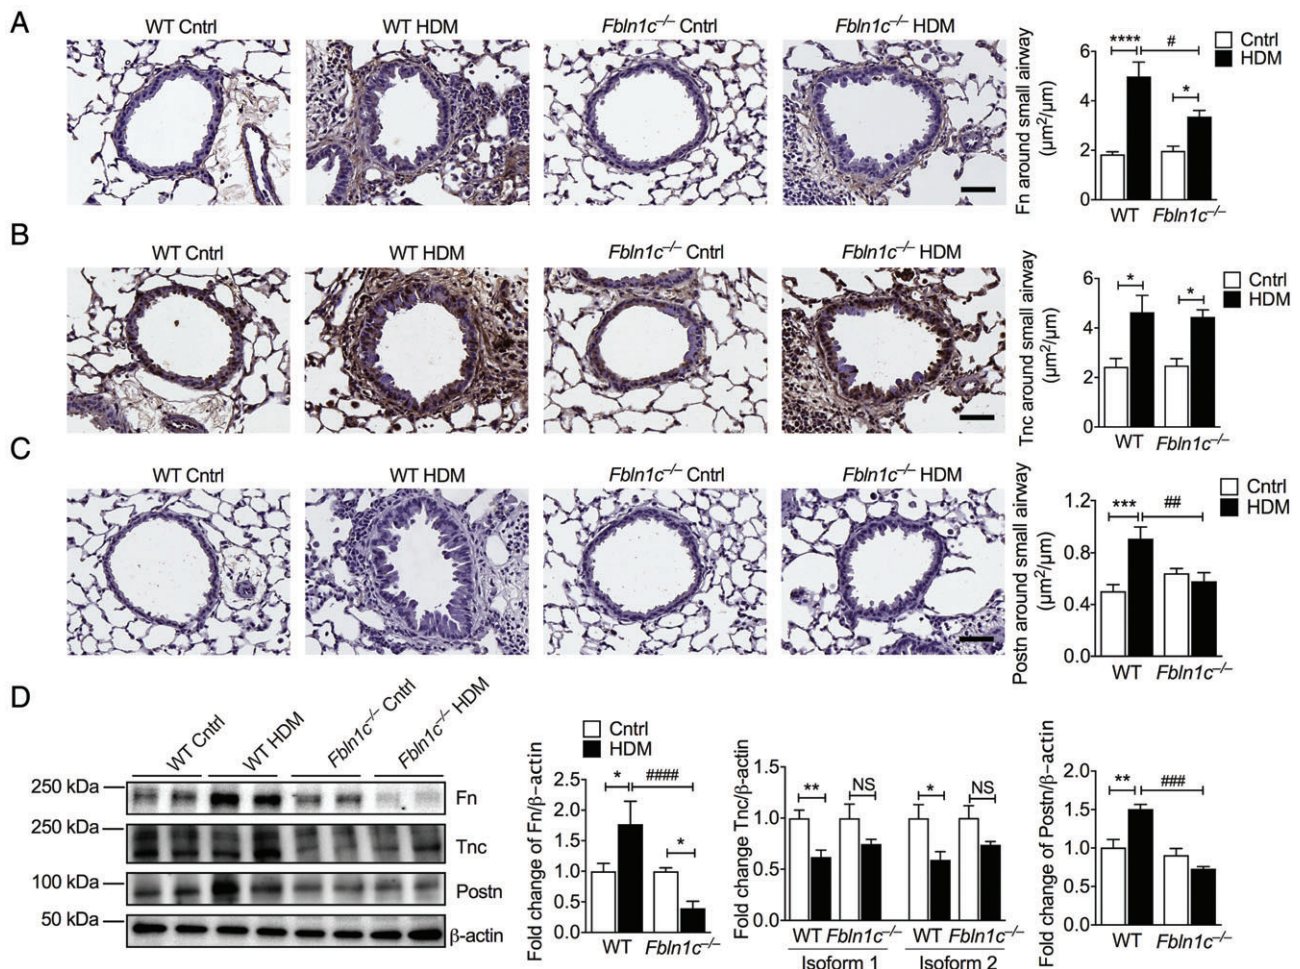 A
WT Cntrl
WT HDM
Fbln1c−/− Cntrl
Fbln1c−/− HDM
Fn around small airway
(µm²/µm)
6
4
2
0
****
#
*
Cntrl
HDM
WT
Fbln1c−/−
B
WT Cntrl
WT HDM
Fbln1c−/− Cntrl
Fbln1c−/− HDM
Tnc around small airway
(µm²/µm)
6
4
2
0
*
*
Cntrl
HDM
WT
Fbln1c−/−
C
WT Cntrl
WT HDM
Fbln1c−/− Cntrl
Fbln1c−/− HDM
Postn around small airway
(µm²/µm)
1.2
0.8
0.4
0.0
***
##
Cntrl
HDM
WT
Fbln1c−/−
D
WT Cntrl
WT HDM
Fbln1c−/− Cntrl
Fbln1c−/− HDM
250 kDa
Fn
250 kDa
Tnc
100 kDa
Postn
50 kDa
β-actin
Cntrl
HDM
Fold change of Fn/β-actin
2.5
2.0
1.5
1.0
0.5
0.0
*
####
*
WT
Fbln1c−/−
Fold change Tnc/β-actin
1.5
1.0
0.5
0.0
**
NS
*
NS
WT Fbln1c−/−
WT Fbln1c−/−
Isoform 1
Isoform 2
Fold change of Postn/β-actin
2.0
1.5
1.0
0.5
0.0
**
###
WT
Fbln1c−/−